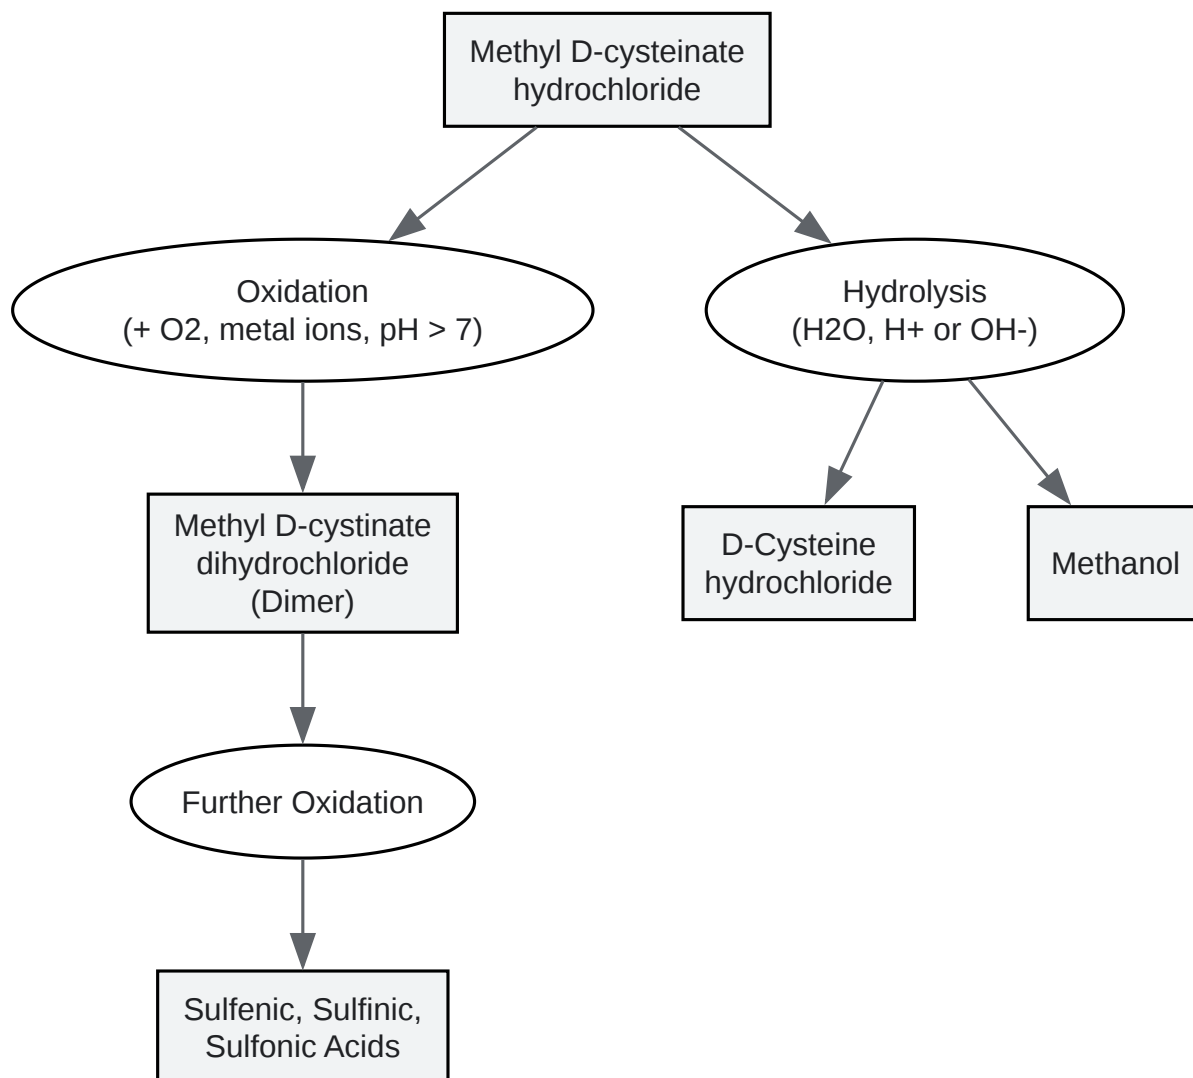 Methyl D-cysteinate
hydrochloride
Oxidation
(+ O2, metal ions, pH > 7)
Hydrolysis
(H2O, H+ or OH-)
Methyl D-cystinate
dihydrochloride
(Dimer)
D-Cysteine
hydrochloride
Methanol
Further Oxidation
Sulfenic, Sulfinic,
Sulfonic Acids